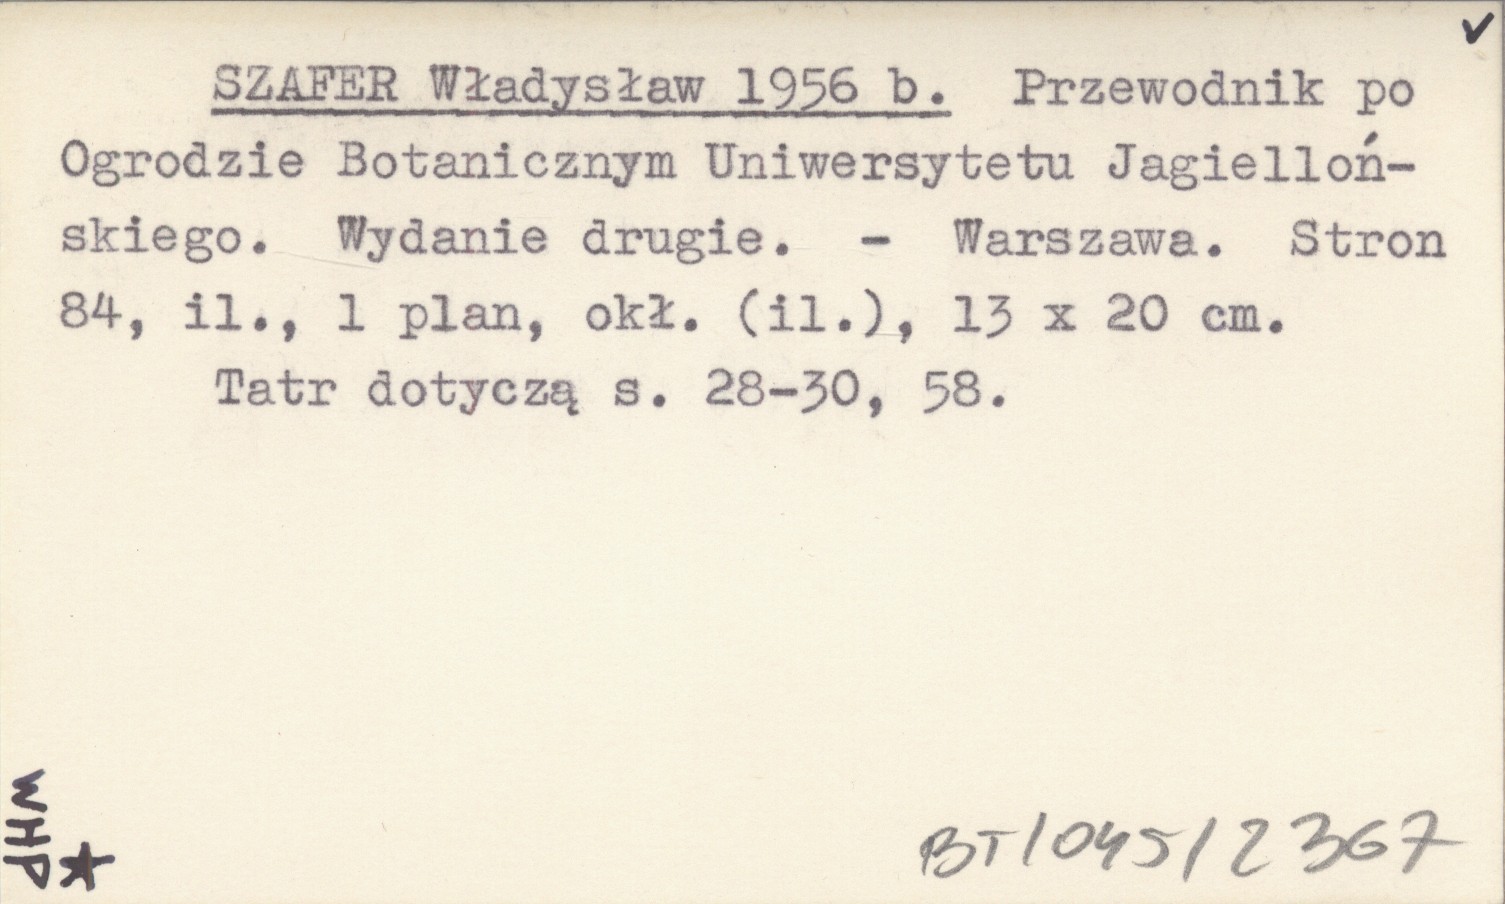 SZAFER Władysław 1956 b. Przewodnik po
Ogrodzie Botanicznym Uniwersytetu Jagielloń-
skiego. Wydanie drugie. - Warszawa. Stron
84, il., 1 plan, okł. (il.), 13 x 20 cm.
Tatr dotyczą s. 28-30, 58.
WHP
BT/045/2367